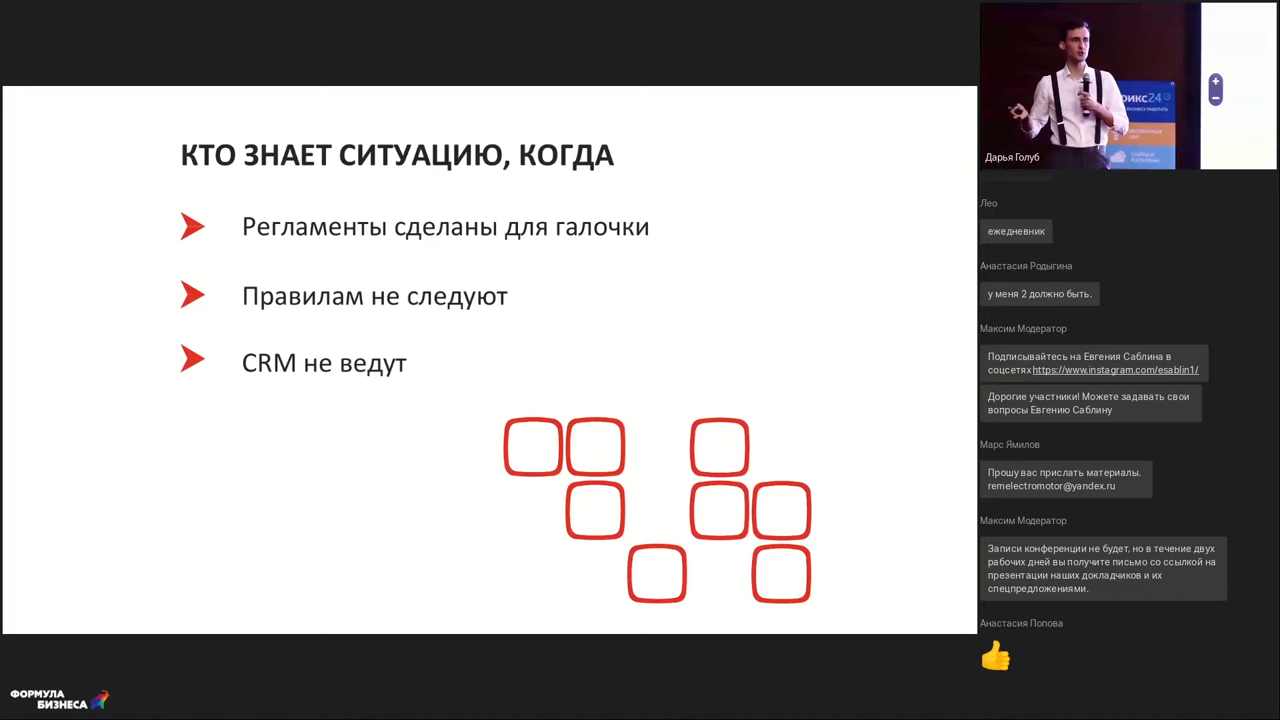 КТО ЗНАЕТ СИТУАЦИЮ, КОГДА
Регламенты сделаны для галочки
Правилам не следуют
CRM не ведут
ФОРМУЛА
БИЗНЕСА
рикс24
Дарья Голуб
Лео
ежедневник
Анастасия Родыгина
у меня 2 должно быть.
Максим Модератор
Подписывайтесь на Евгения Саблина в
соцсетях https://www.instagram.com/esablin1/
Дорогие участники! Можете задавать свои
вопросы Евгению Саблину
Марс Ямилов
Прошу вас прислать материалы.
remelectromotor@yandex.ru
Максим Модератор
Записи конференции не будет, но в течение двух
рабочих дней вы получите письмо со ссылкой на
презентации наших докладчиков и их
спецпредложениями.
Анастасия Попова